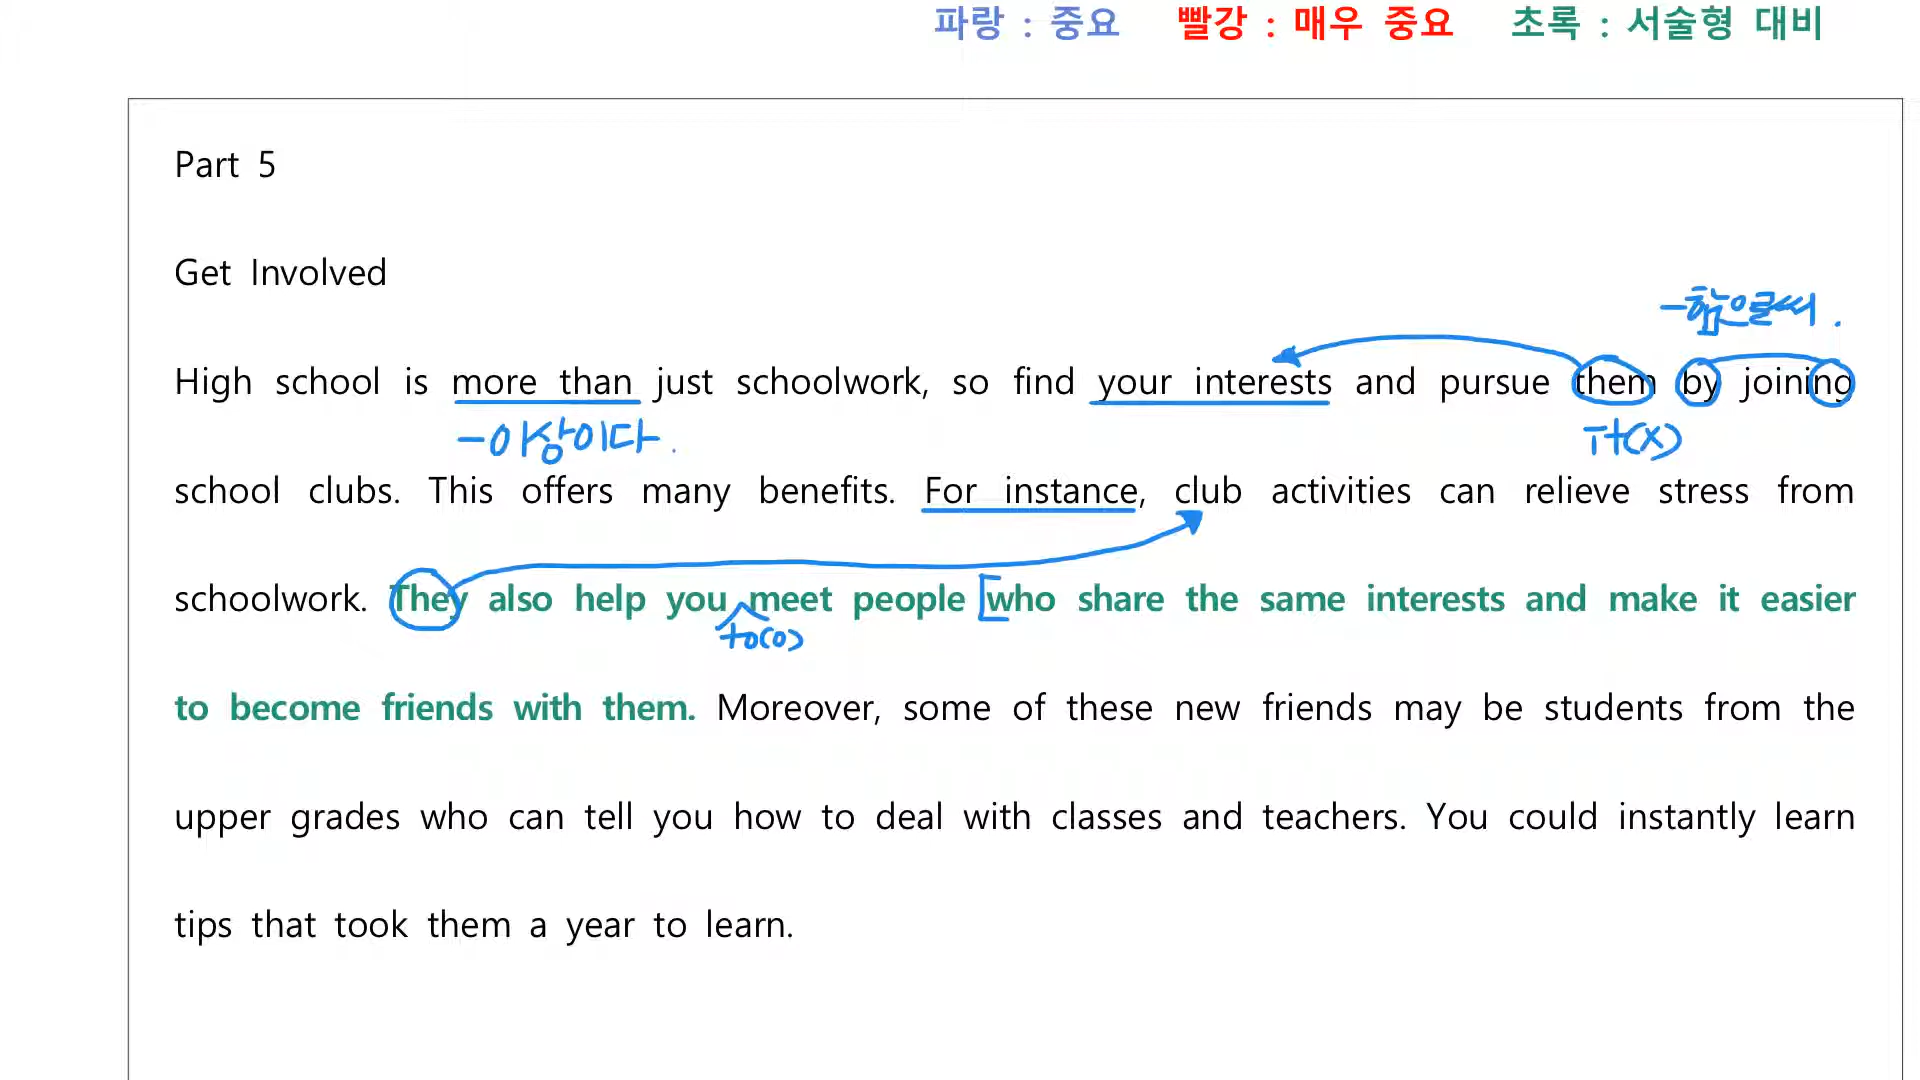 파랑 : 중요 빨강 : 매우 중요 초록 : 서술형 대비
Part 5
Get Involved
-함으로써.
High school is more than just schoolwork, so find your interests and pursue them by joining
-이상이다.
school clubs. This offers many benefits. For instance, club activities can relieve stress from
schoolwork. They also help you meet people [who share the same interests and make it easier
to(o)
to become friends with them. Moreover, some of these new friends may be students from the
upper grades who can tell you how to deal with classes and teachers. You could instantly learn
tips that took them a year to learn.